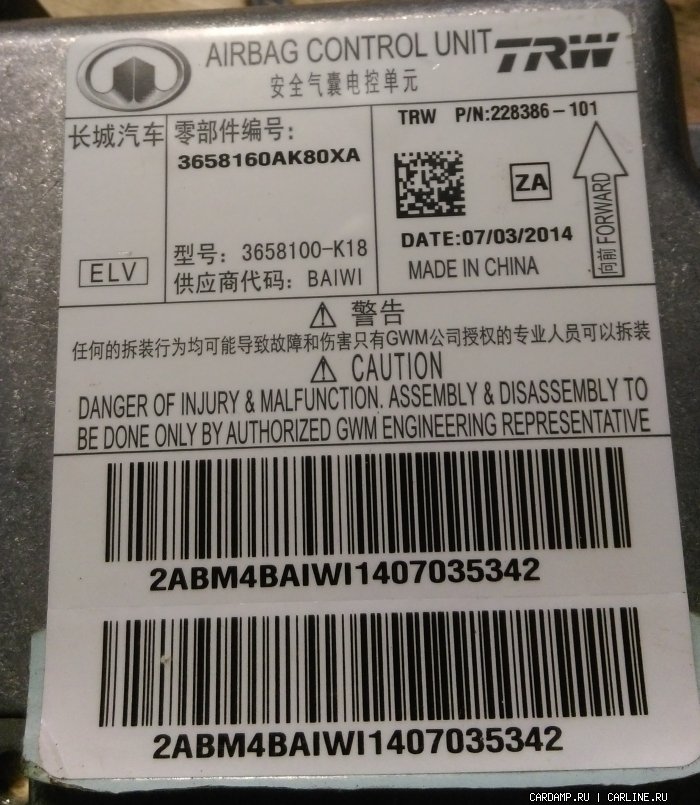 AIRBAG CONTROL UNIT TRW
安全气囊电控单元
长城汽车
ELV
零部件编号:
3658160AK80XA
型号: 3658100-K18
供应商代码: BAIWI
TRW P/N:228386-101
ZA
DATE:07/03/2014
MADE IN CHINA
向前 FORWARD
警告
任何的拆装行为均可能导致故障和伤害只有GWM公司授权的专业人员可以拆装
CAUTION
DANGER OF INJURY & MALFUNCTION. ASSEMBLY & DISASSEMBLY TO
BE DONE ONLY BY AUTHORIZED GWM ENGINEERING REPRESENTATIVE
2ABM4BAIWI1407035342
2ABM4BAIWI1407035342
CARDAMP.RU | CARLINE.RU